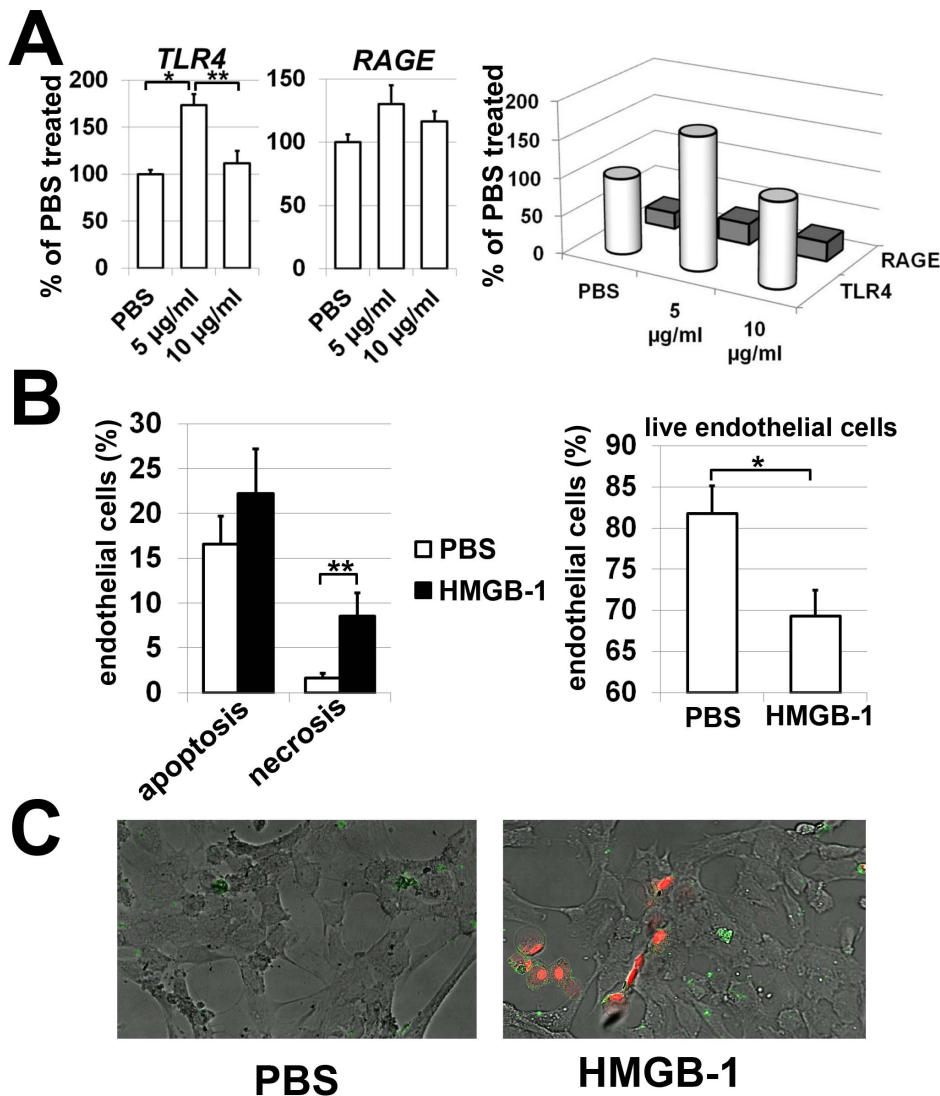 A
TLR4
% of PBS treated
200
150
100
50
0
* **
PBS
5 µg/ml
10 µg/ml
RAGE
150
100
50
0
PBS
5 µg/ml
10 µg/ml
% of PBS treated
200
150
100
50
0
PBS
5
µg/ml
10
µg/ml
RAGE
TLR4
B
endothelial cells (%)
30
25
20
15
10
5
0
**
apoptosis
necrosis
PBS
HMGB-1
live endothelial cells
endothelial cells (%)
90
85
80
75
70
65
60
*
PBS HMGB-1
C
PBS
HMGB-1